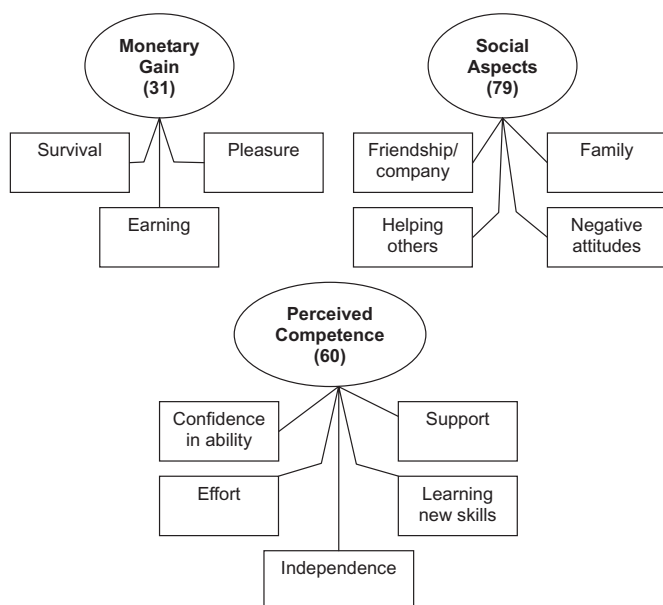 Monetary
Gain
(31)
Social
Aspects
(79)
Survival
Pleasure
Earning
Friendship/
company
Family
Helping
others
Negative
attitudes
Perceived
Competence
(60)
Confidence
in ability
Support
Effort
Learning
new skills
Independence